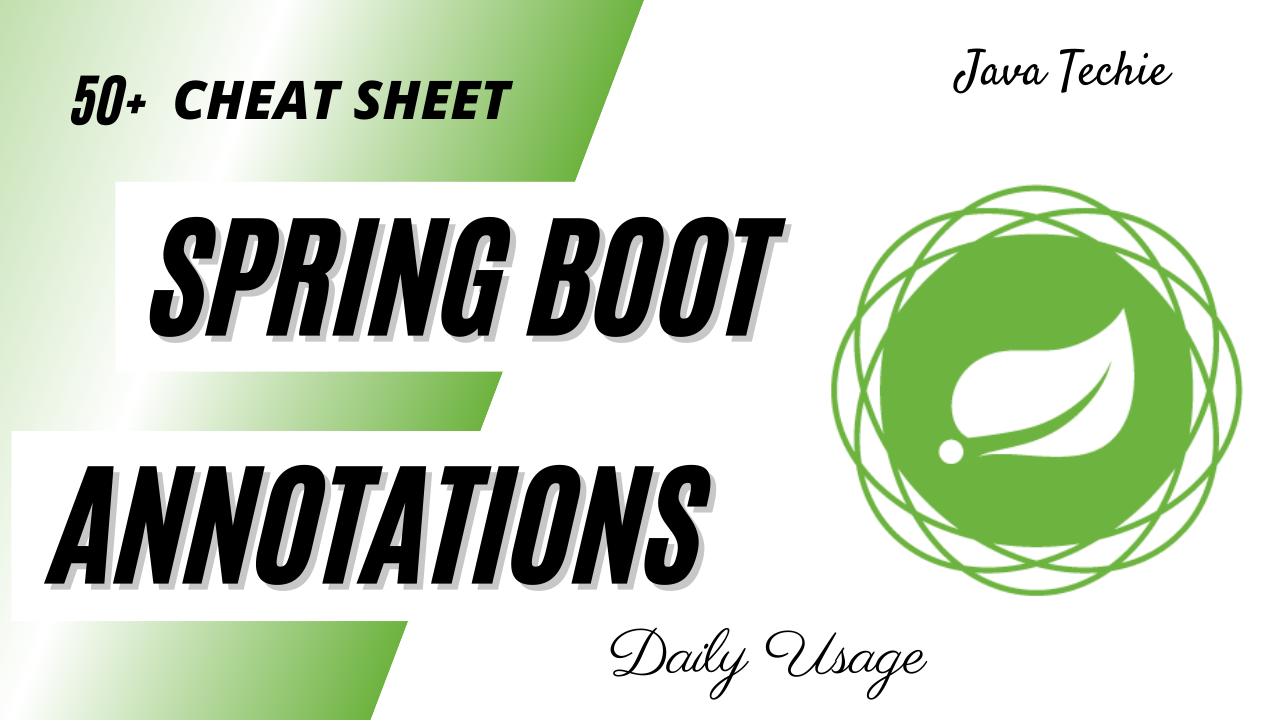 50+ CHEAT SHEET
Java Techie
SPRING BOOT
ANNOTATIONS
Daily Usage